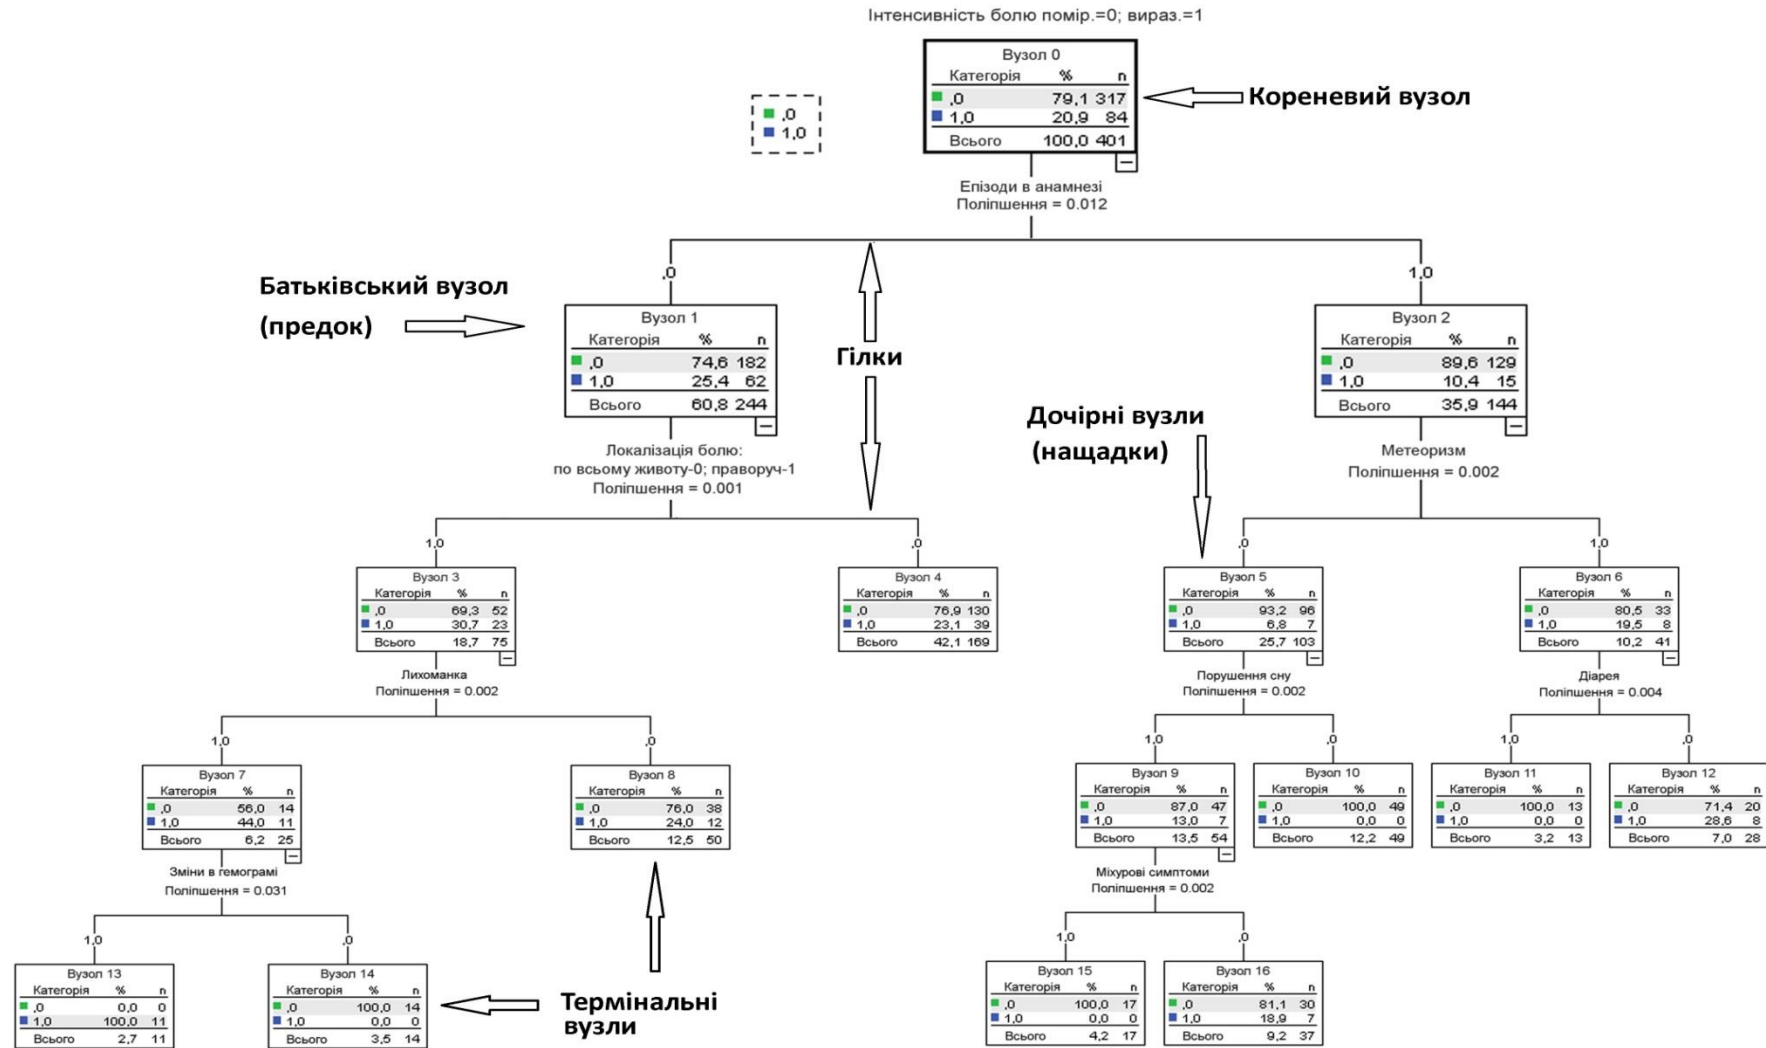 Інтенсивність болю помір.=0; вираз.=1
Вузол 0
Категорія % n
,0 79,1 317
1,0 20,9 84
Всього 100,0 401
,0
1,0
Кореневий вузол
Епізоди в анамнезі
Поліпшення = 0.012
,0
1,0
Батьківський вузол
(предок)
Вузол 1
Категорія % n
,0 74,6 182
1,0 25,4 62
Всього 60,8 244
Гілки
Вузол 2
Категорія % n
,0 89,6 129
1,0 10,4 15
Всього 35,9 144
Дочірні вузли
(нащадки)
Локалізація болю:
по всьому животу-0; праворуч-1
Поліпшення = 0.001
Метеоризм
Поліпшення = 0.002
1,0
,0
,0
1,0
Вузол 3
Категорія % n
,0 69,3 52
1,0 30,7 23
Всього 18,7 75
Вузол 4
Категорія % n
,0 76,9 130
1,0 23,1 39
Всього 42,1 169
Вузол 5
Категорія % n
,0 93,2 96
1,0 6,8 7
Всього 25,7 103
Вузол 6
Категорія % n
,0 80,5 33
1,0 19,5 8
Всього 10,2 41
Лихоманка
Поліпшення = 0.002
Порушення сну
Поліпшення = 0.002
Діарея
Поліпшення = 0.004
1,0
,0
1,0
,0
1,0
,0
Вузол 7
Категорія % n
,0 56,0 14
1,0 44,0 11
Всього 6,2 25
Вузол 8
Категорія % n
,0 76,0 38
1,0 24,0 12
Всього 12,5 50
Вузол 9
Категорія % n
,0 87,0 47
1,0 13,0 7
Всього 13,5 54
Вузол 10
Категорія % n
,0 100,0 49
1,0 0,0 0
Всього 12,2 49
Вузол 11
Категорія % n
,0 100,0 13
1,0 0,0 0
Всього 3,2 13
Вузол 12
Категорія % n
,0 71,4 20
1,0 28,6 8
Всього 7,0 28
Зміни в гемограмі
Поліпшення = 0.031
Міхурові симптоми
Поліпшення = 0.002
1,0
,0
1,0
,0
Вузол 13
Категорія % n
,0 0,0 0
1,0 100,0 11
Всього 2,7 11
Вузол 14
Категорія % n
,0 100,0 14
1,0 0,0 0
Всього 3,5 14
Термінальні
вузли
Вузол 15
Категорія % n
,0 100,0 17
1,0 0,0 0
Всього 4,2 17
Вузол 16
Категорія % n
,0 81,1 30
1,0 18,9 7
Всього 9,2 37